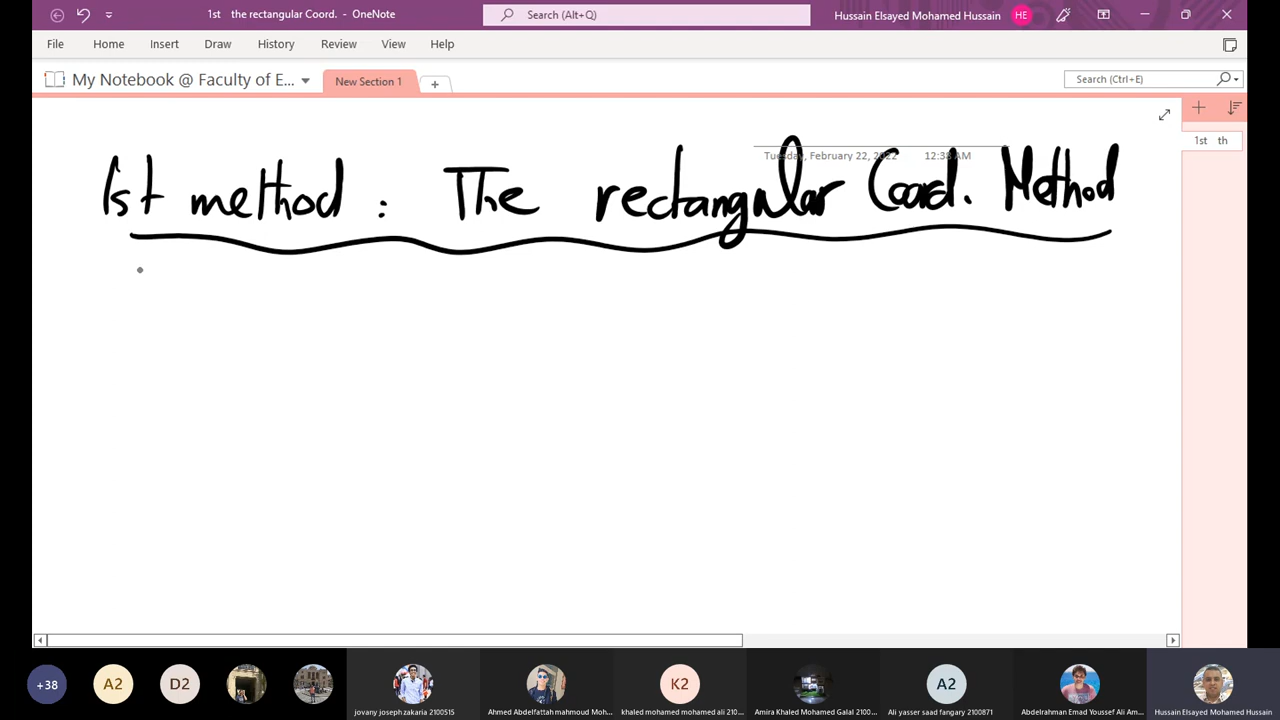 1st the rectangular Coord. - OneNote
Search (Alt+Q)
Hussain Elsayed Mohamed Hussain
HE
File Home Insert Draw History Review View Help
My Notebook @ Faculty of E...
New Section 1
Search (Ctrl+E)
1st method : The rectangular Coord. Method
Tuesday, February 22, 2022 12:38 AM
1st th
+38
A2
D2
K2
A2
jovany joseph zakaria 2100515
Ahmed Abdelfattah mahmoud Moh...
khaled mohamed mohamed ali 210...
Amira Khaled Mohamed Galal 2100...
Ali yasser saad fangary 2100871
Abdelrahman Emad Youssef Ali Am...
Hussain Elsayed Mohamed Hussain